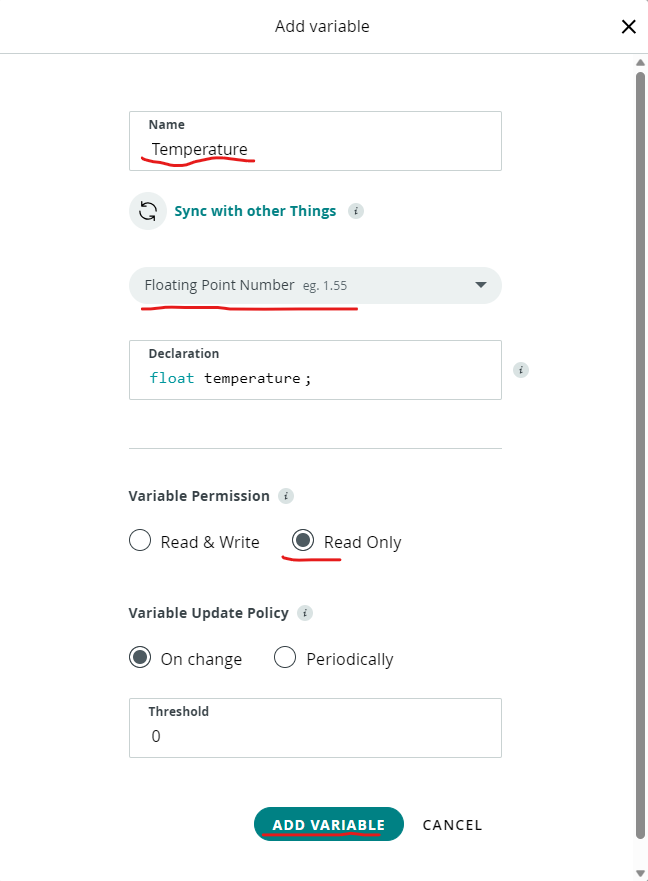 Add variable
Name
Temperature
Sync with other Things i
Floating Point Number eg. 1.55
Declaration
float temperature ;
i
Variable Permission i
Read & Write Read Only
Variable Update Policy i
On change Periodically
Threshold
0
ADD VARIABLE CANCEL